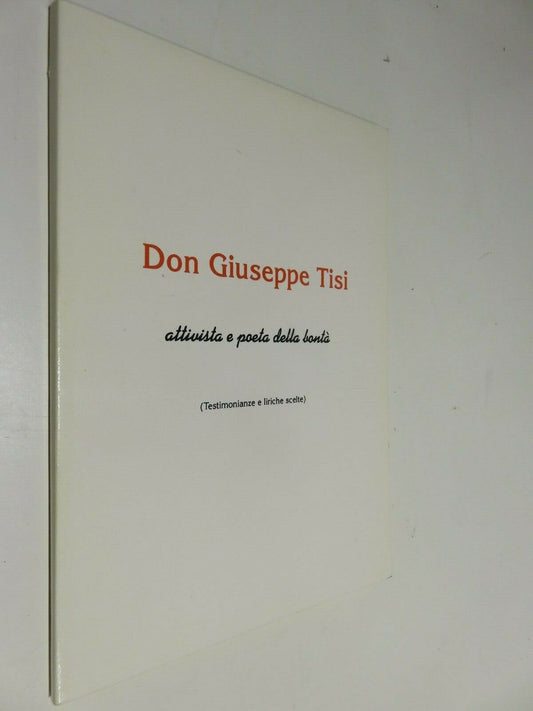 Don Giuseppe Tisi
attivista e poeta della bontà
(Testimonianze e liriche scelte)